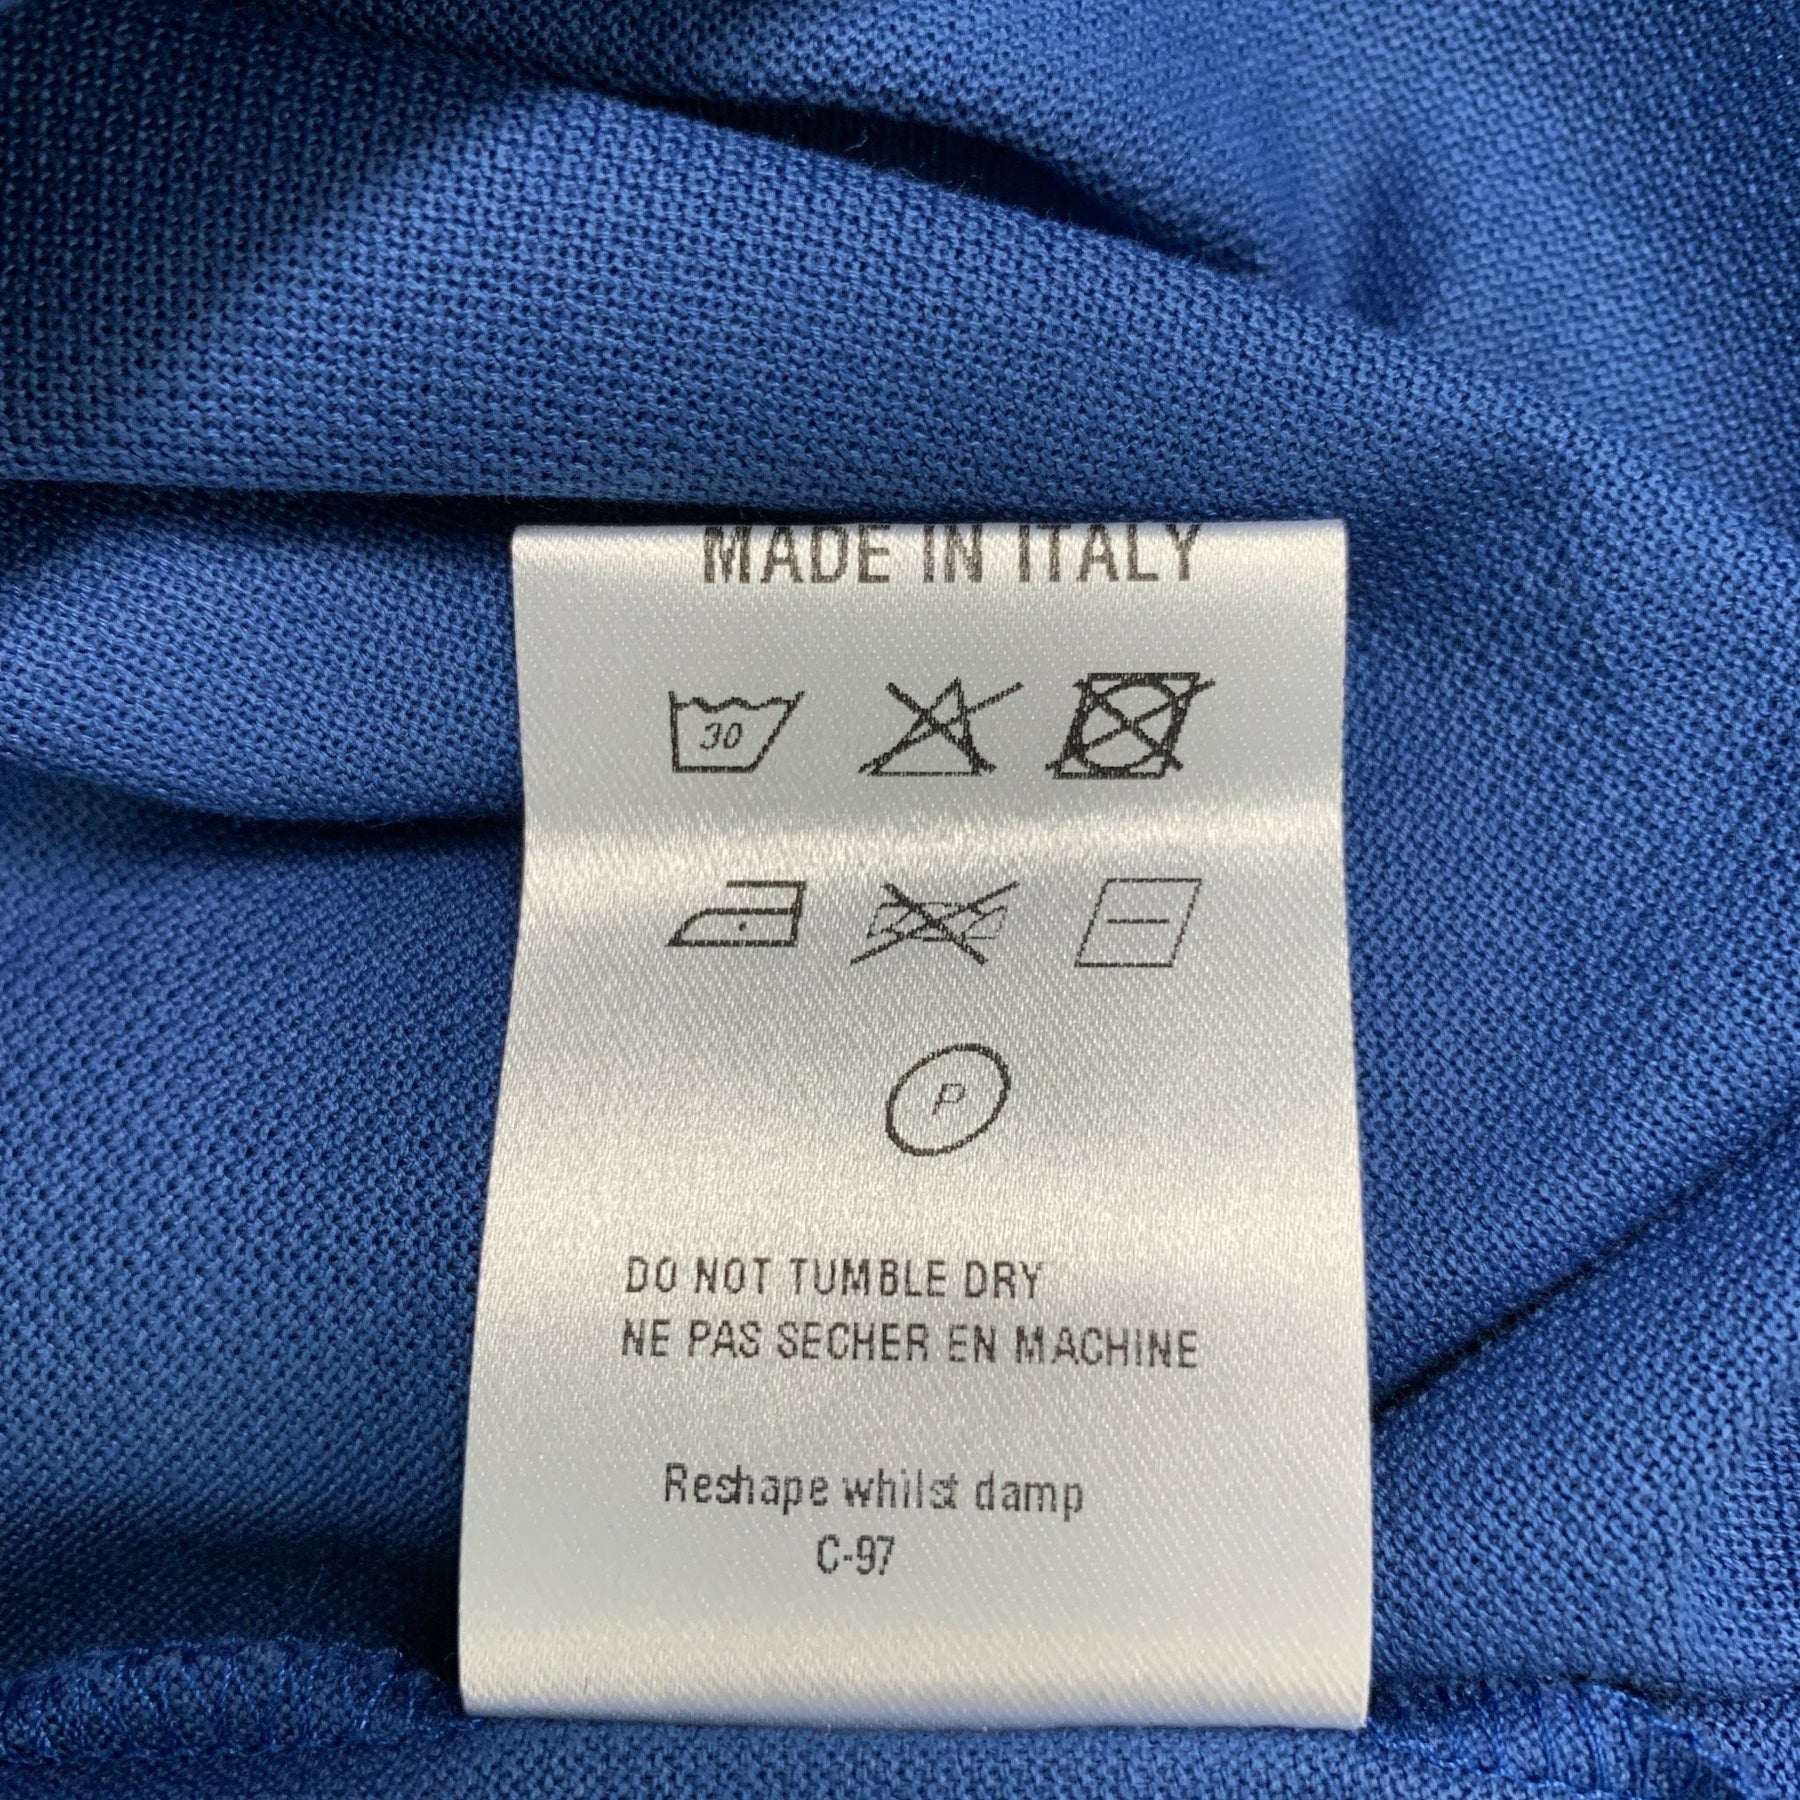 MADE IN ITALY
30
P
DO NOT TUMBLE DRY
NE PAS SECHER EN MACHINE
Reshape whilst damp
C-97